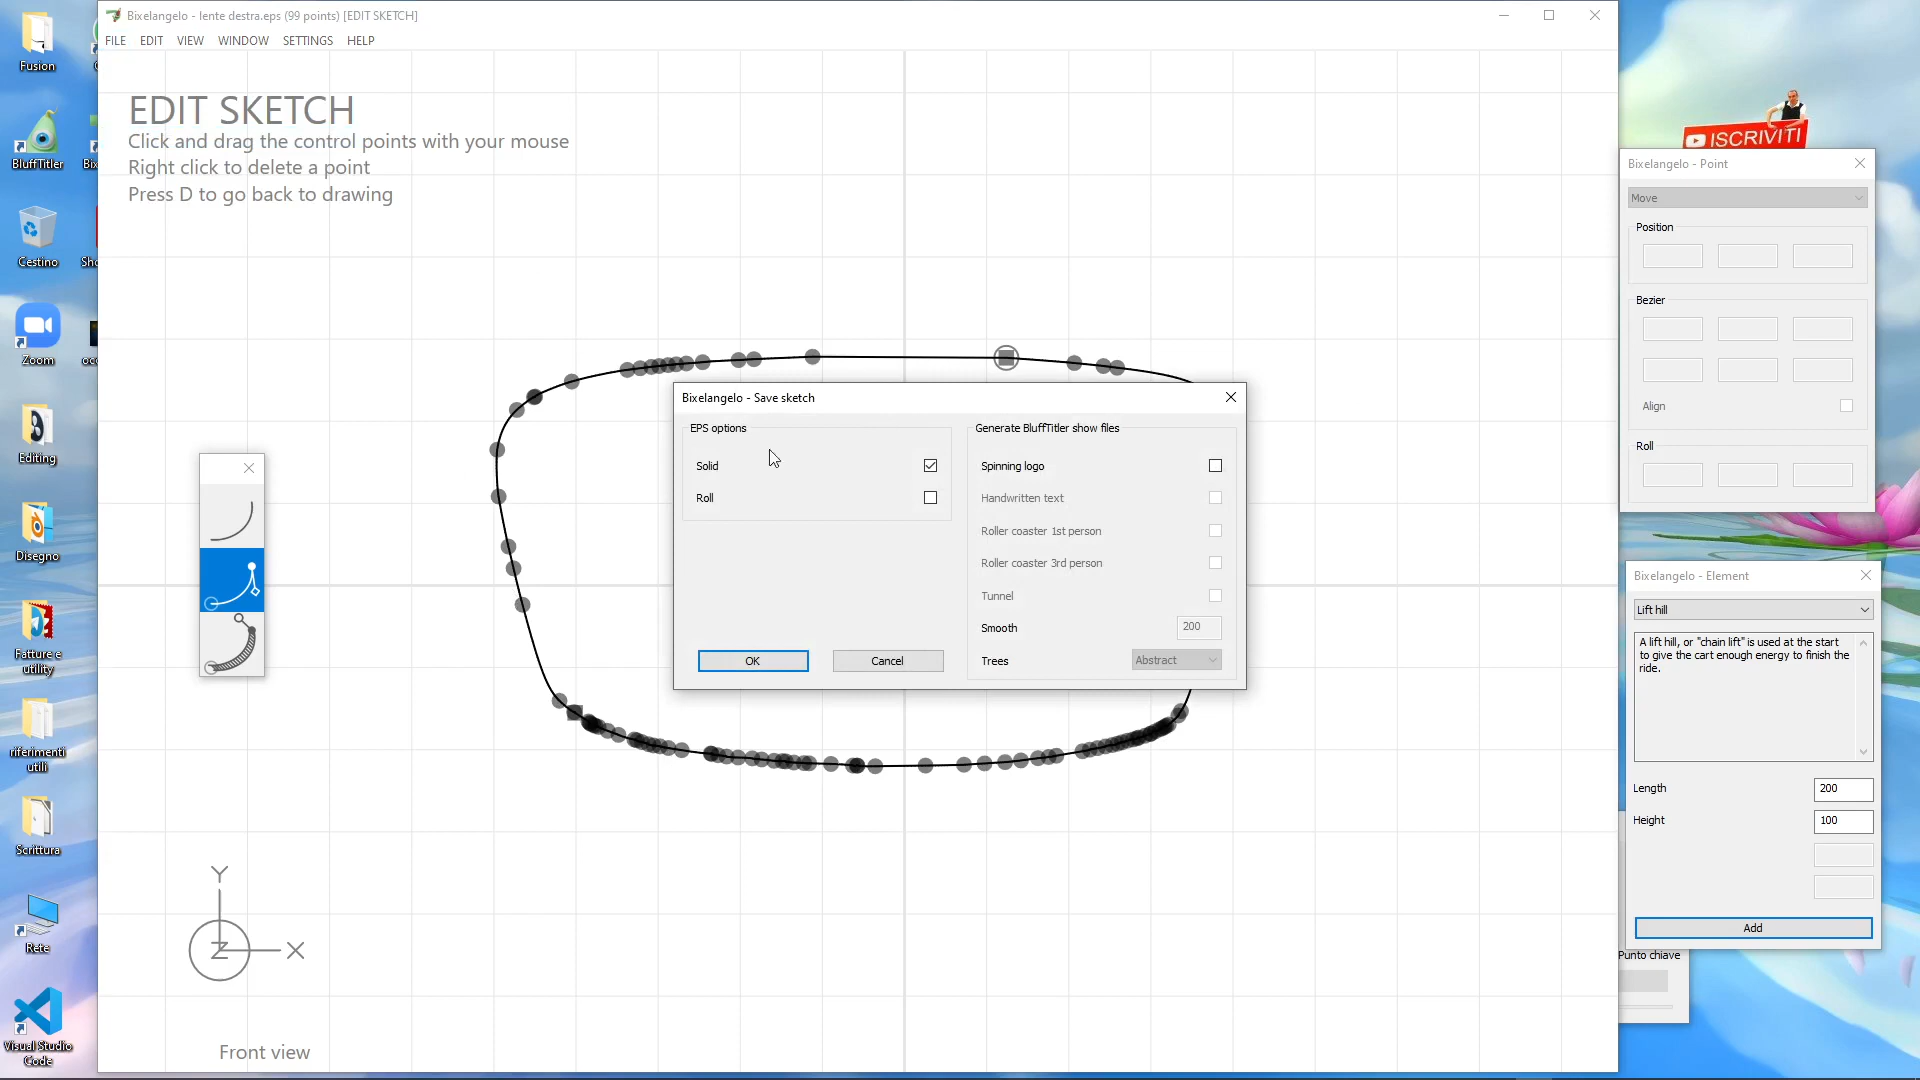 Bixelangelo - lente destra.eps (99 points) [EDIT SKETCH]
FILE EDIT VIEW WINDOW SETTINGS HELP
EDIT SKETCH
Click and drag the control points with your mouse
Right click to delete a point
Press D to go back to drawing
Fusion
BluffTitler
Bix
Cestino
Sho
Zoom
occ
Editing
Disegno
Fatture e
utility
riferimenti
utili
Scrittura
Rete
Visual Studio
Code
Bixelangelo - Save sketch
EPS options
Solid
Roll
OK
Cancel
Generate BluffTitler show files
Spinning logo
Handwritten text
Roller coaster 1st person
Roller coaster 3rd person
Tunnel
Smooth
200
Trees
Abstract
Y
Z
X
Front view
ISCRIVITI
Bixelangelo - Point
Move
Position
Bezier
Align
Roll
Bixelangelo - Element
Lift hill
A lift hill, or "chain lift" is used at the start
to give the cart enough energy to finish the
ride.
Length
200
Height
100
Add
Punto chiave